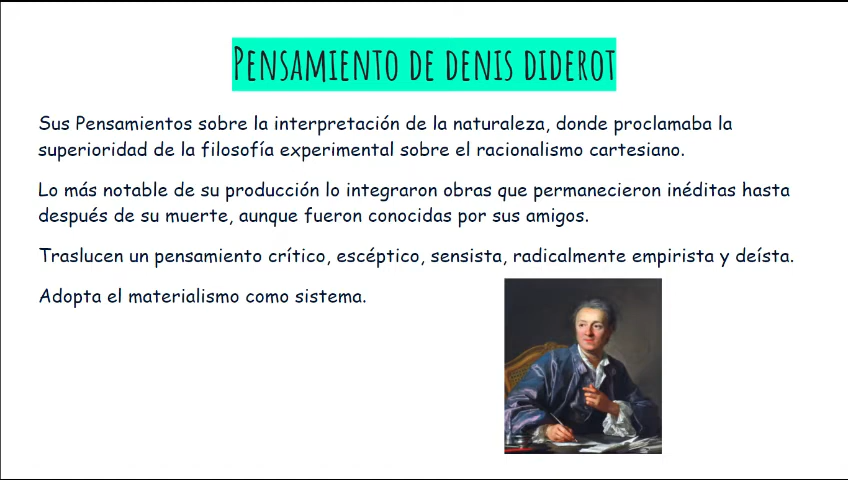 PENSAMIENTO DE DENIS DIDEROT
Sus Pensamientos sobre la interpretación de la naturaleza, donde proclamaba la
superioridad de la filosofía experimental sobre el racionalismo cartesiano.
Lo más notable de su producción lo integraron obras que permanecieron inéditas hasta
después de su muerte, aunque fueron conocidas por sus amigos.
Traslucen un pensamiento crítico, escéptico, sensista, radicalmente empirista y deísta.
Adopta el materialismo como sistema.